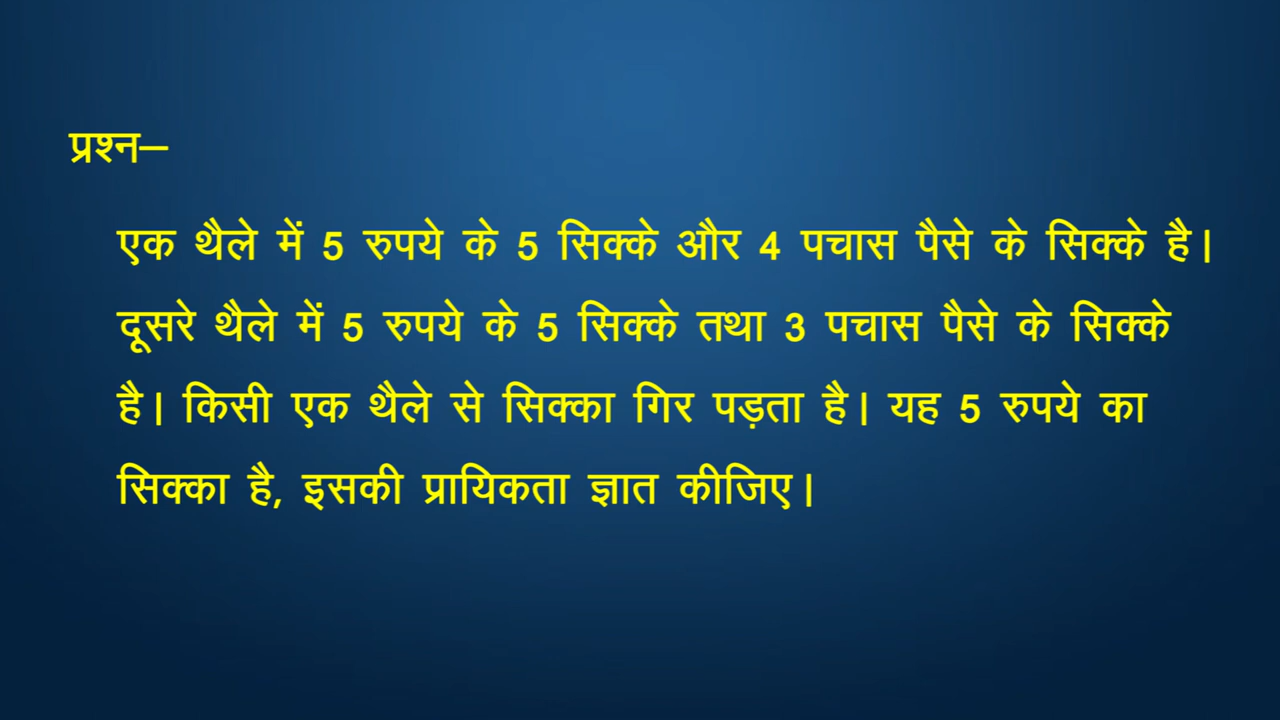 प्रश्न—
एक थैले में 5 रुपये के 5 सिक्के और 4 पचास पैसे के सिक्के है।
दूसरे थैले में 5 रुपये के 5 सिक्के तथा 3 पचास पैसे के सिक्के
है। किसी एक थैले से सिक्का गिर पड़ता है। यह 5 रुपये का
सिक्का है, इसकी प्रायिकता ज्ञात कीजिए।